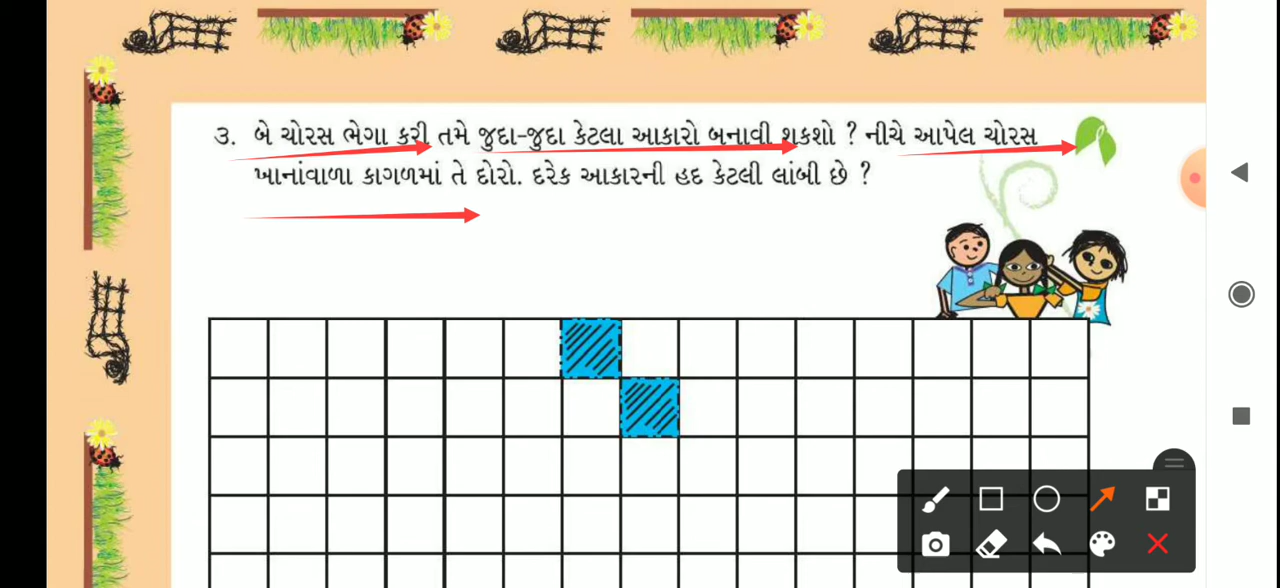 ૩. બે ચોરસ ભેગા કરી તમે જુદા-જુદા કેટલા આકારો બનાવી શકશો ? નીચે આપેલ ચોરસ
ખાનાંવાળા કાગળમાં તે દોરો. દરેક આકારની હદ કેટલી લાંબી છે ?